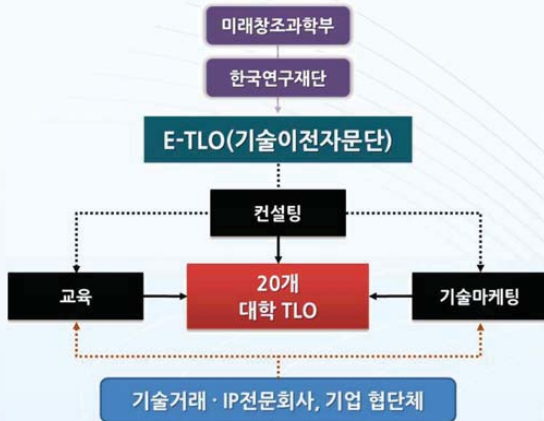 미래창조과학부
한국연구재단
E-TLO(기술이전자문단)
컨설팅
교육
20개
대학 TLO
기술마케팅
기술거래 · IP전문회사, 기업 협단체